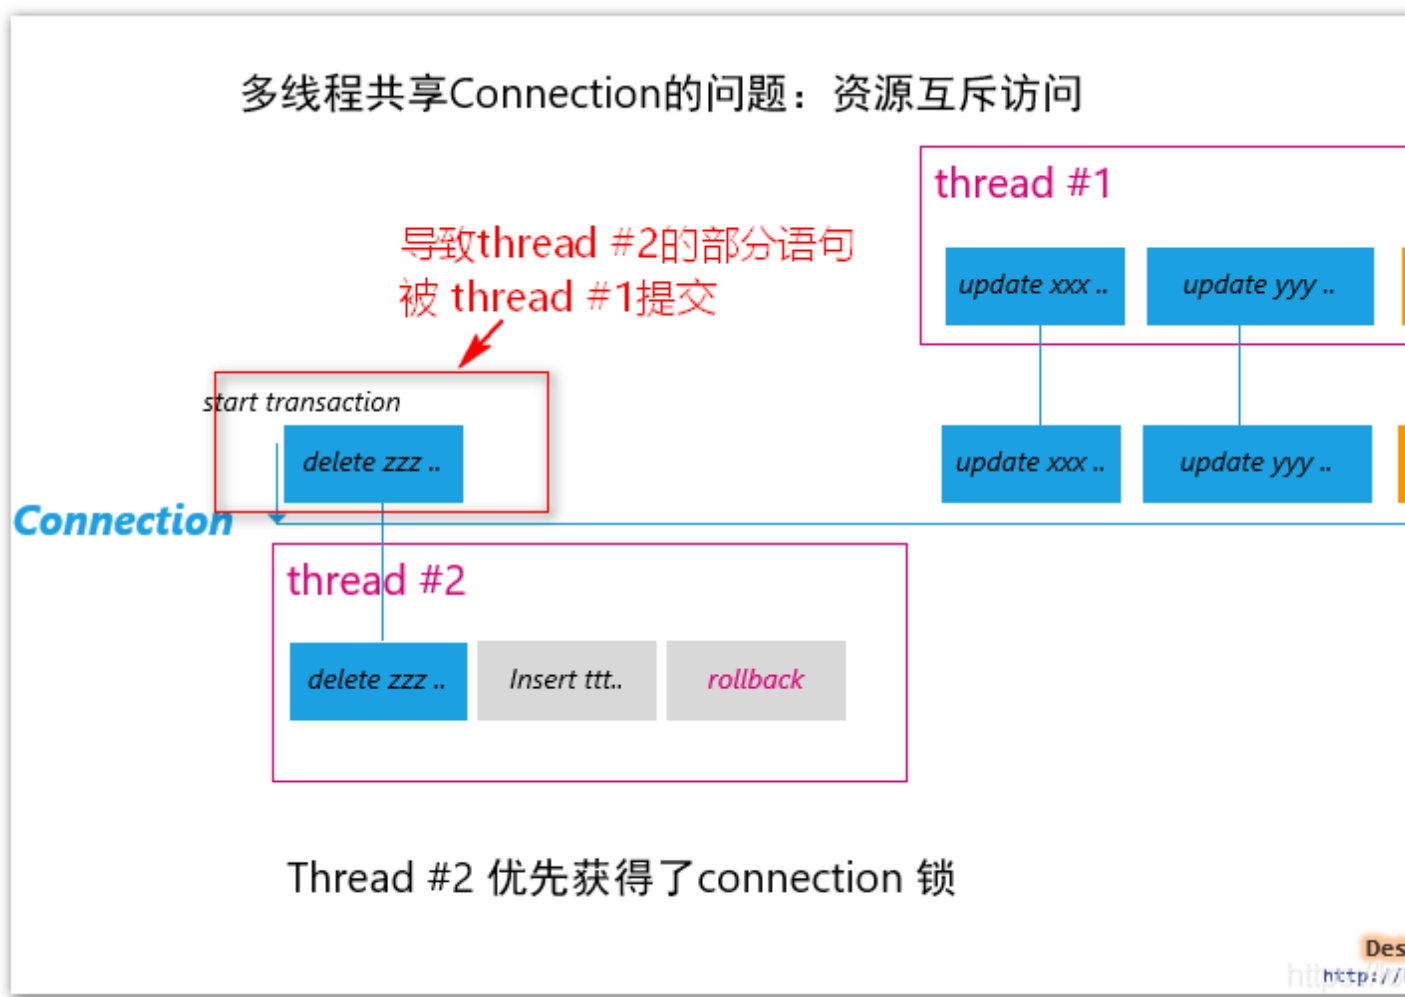 多线程共享Connection的问题：资源互斥访问
thread #1
导致thread #2的部分语句
被 thread #1提交
update xxx ..
update yyy ..
start transaction
delete zzz ..
update xxx ..
update yyy ..
Connection
thread #2
delete zzz ..
Insert ttt..
rollback
Thread #2 优先获得了connection 锁
Des
http://